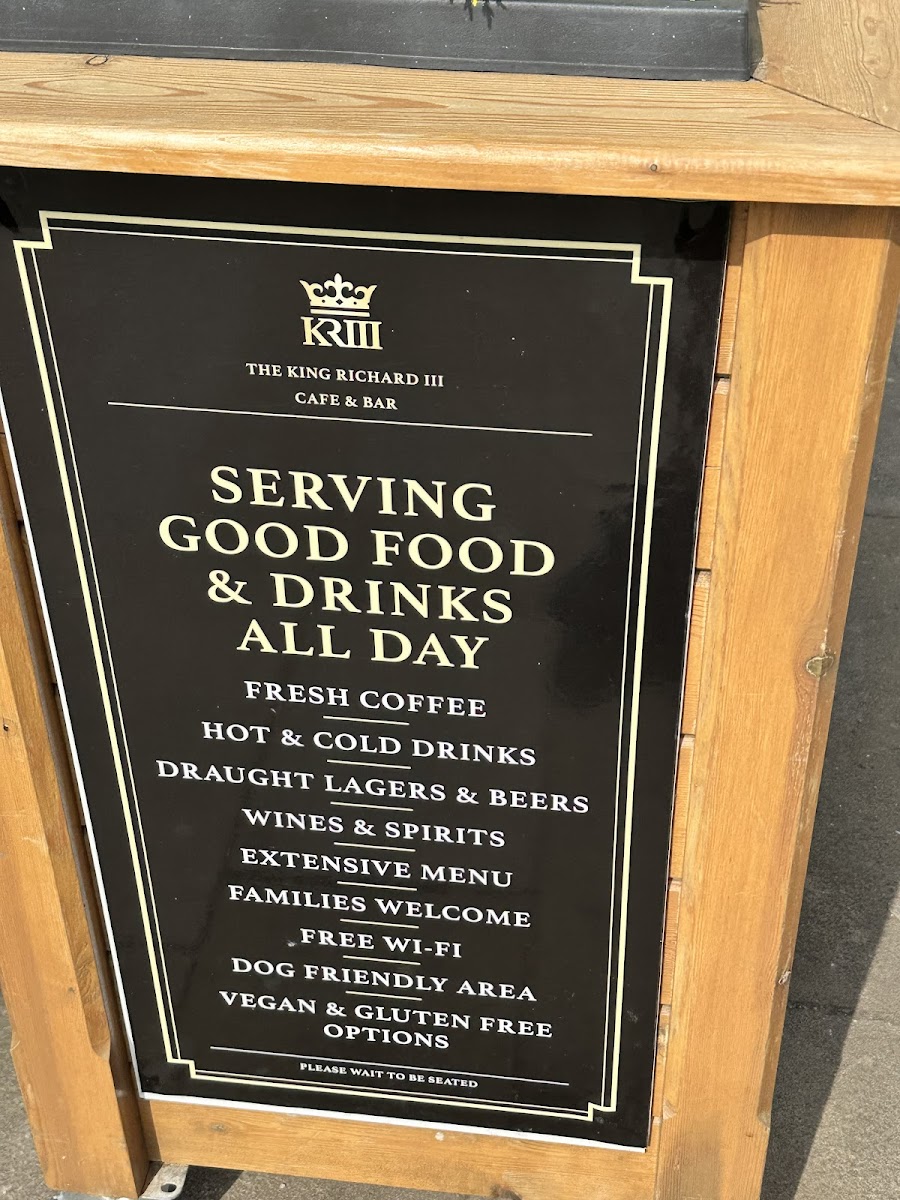 KRIII
THE KING RICHARD III
CAFE & BAR
SERVING
GOOD FOOD
& DRINKS
ALL DAY
FRESH COFFEE
HOT & COLD DRINKS
DRAUGHT LAGERS & BEERS
WINES & SPIRITS
EXTENSIVE MENU
FAMILIES WELCOME
FREE WI-FI
DOG FRIENDLY AREA
VEGAN & GLUTEN FREE
OPTIONS
PLEASE WAIT TO BE SEATED